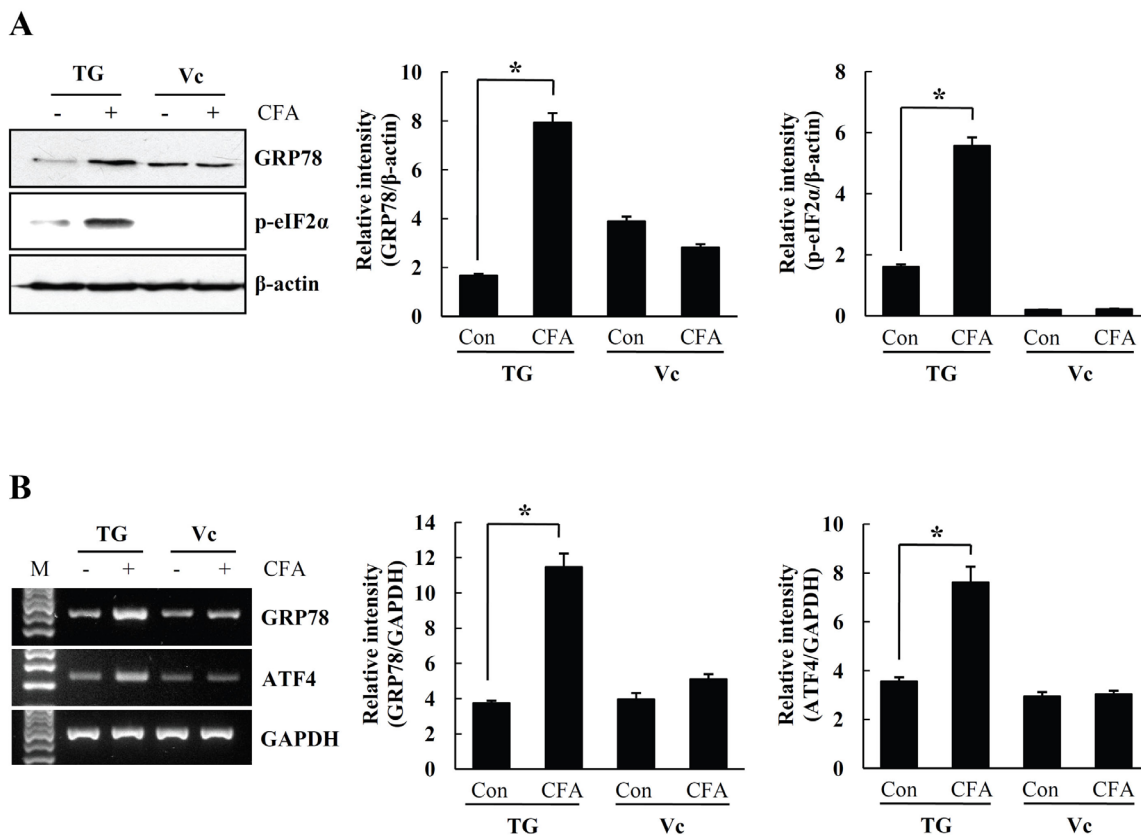 A
TG Vc
- + - + CFA
GRP78
p-eIF2α
β-actin
Relative intensity
(GRP78/β-actin)
10
8
6
4
2
0
*
Con CFA Con CFA
TG Vc
Relative intensity
(p-eIF2α/β-actin)
8
6
4
2
0
*
Con CFA Con CFA
TG Vc
B
TG Vc
M - + - + CFA
GRP78
ATF4
GAPDH
Relative intensity
(GRP78/GAPDH)
14
12
10
8
6
4
2
0
*
Con CFA Con CFA
TG Vc
Relative intensity
(ATF4/GAPDH)
10
8
6
4
2
0
*
Con CFA Con CFA
TG Vc